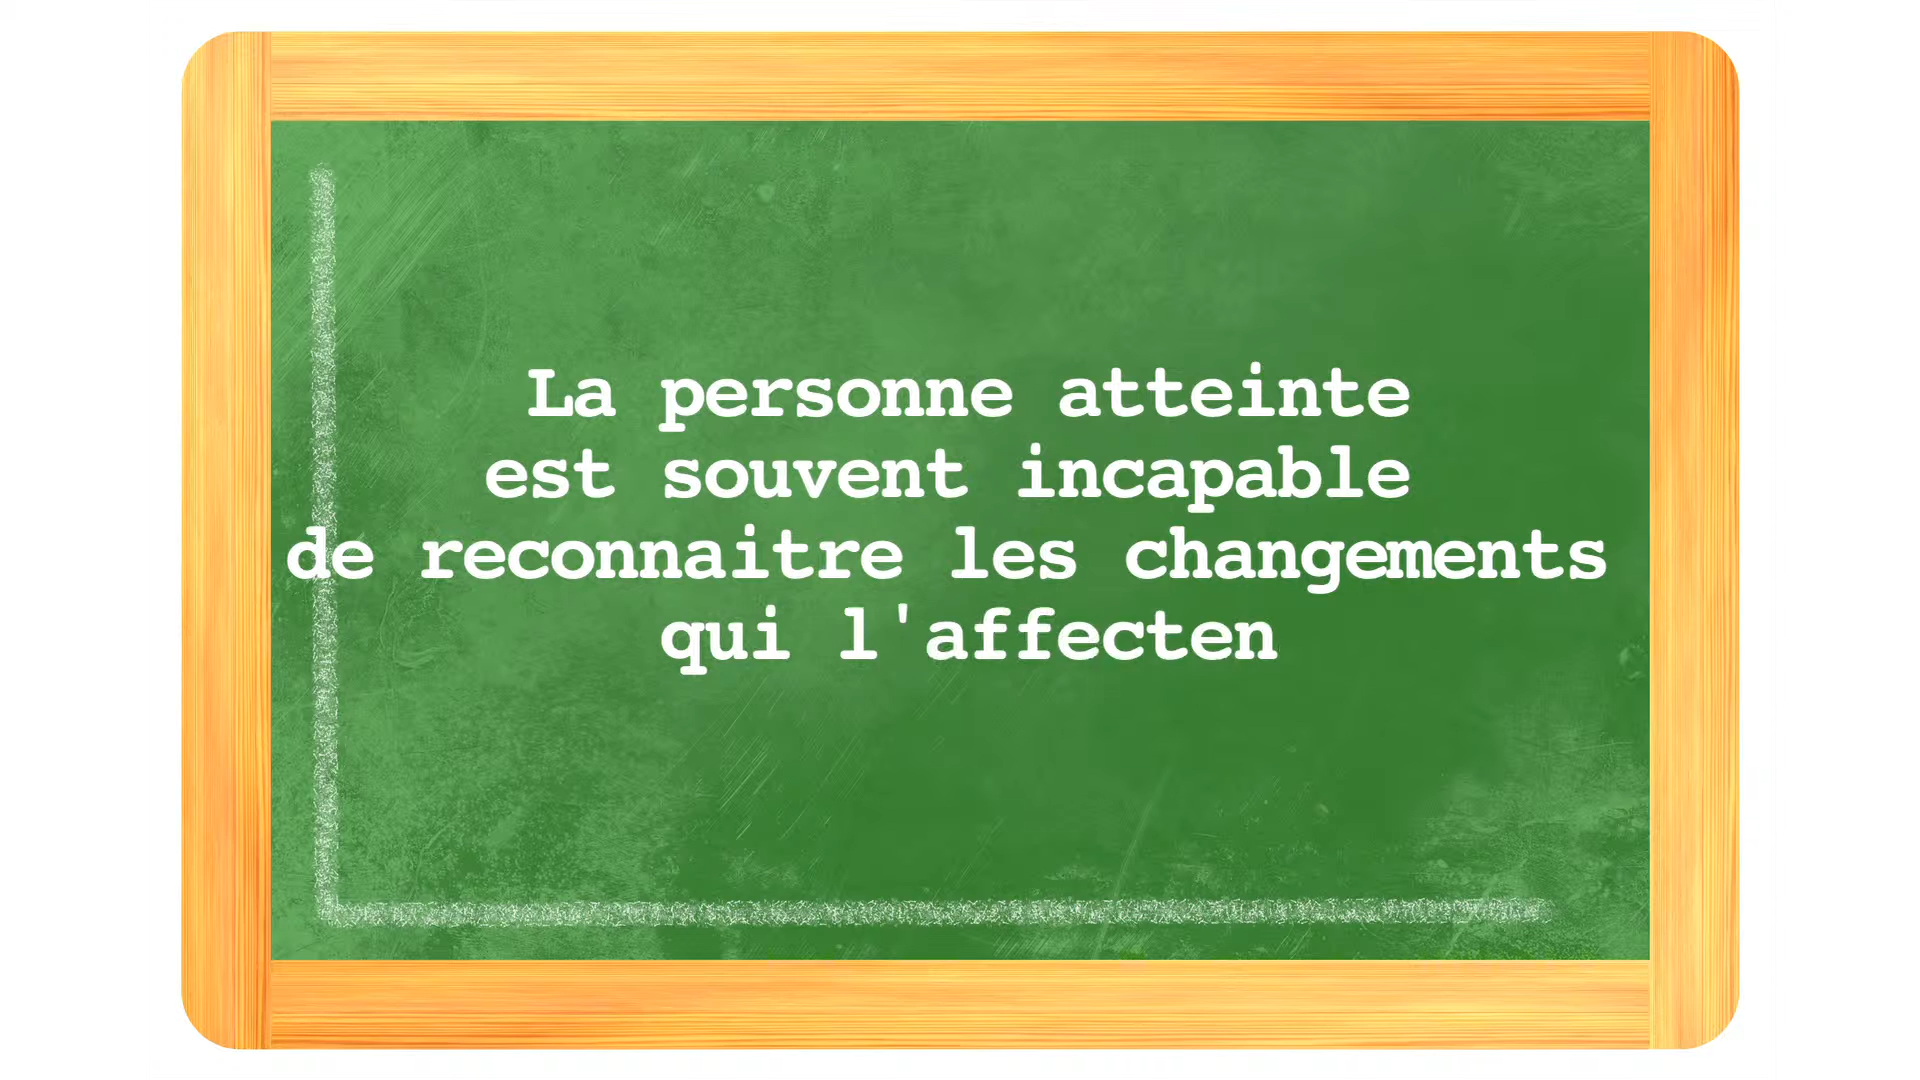 La personne atteinte
est souvent incapable
de reconnaitre les changements
qui l'affecten